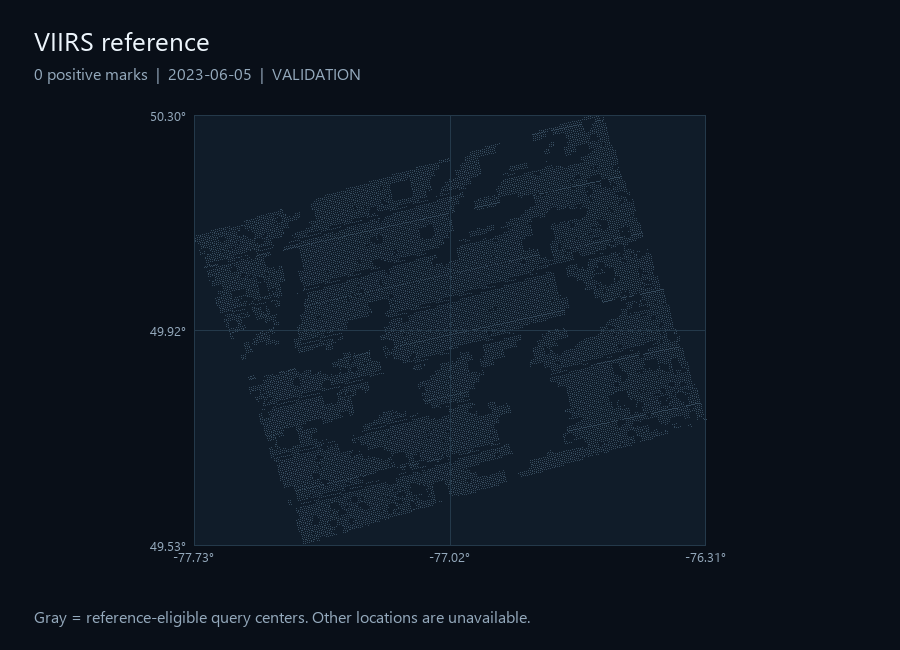 VIIRS reference
0 positive marks | 2023-06-05 | VALIDATION
50.30°
49.92°
49.53°
-77.73°
-77.02°
-76.31°
Gray = reference-eligible query centers. Other locations are unavailable.